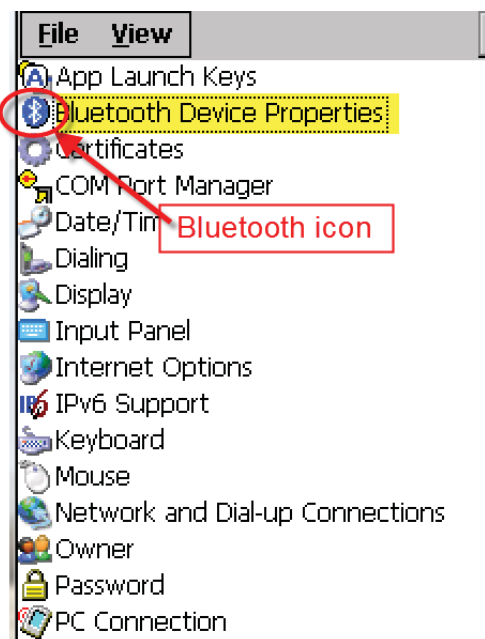 File View
App Launch Keys
Bluetooth Device Properties
Certificates
COM Port Manager
Date/Tim
Bluetooth icon
Dialing
Display
Input Panel
Internet Options
IPv6 Support
Keyboard
Mouse
Network and Dial-up Connections
Owner
Password
PC Connection